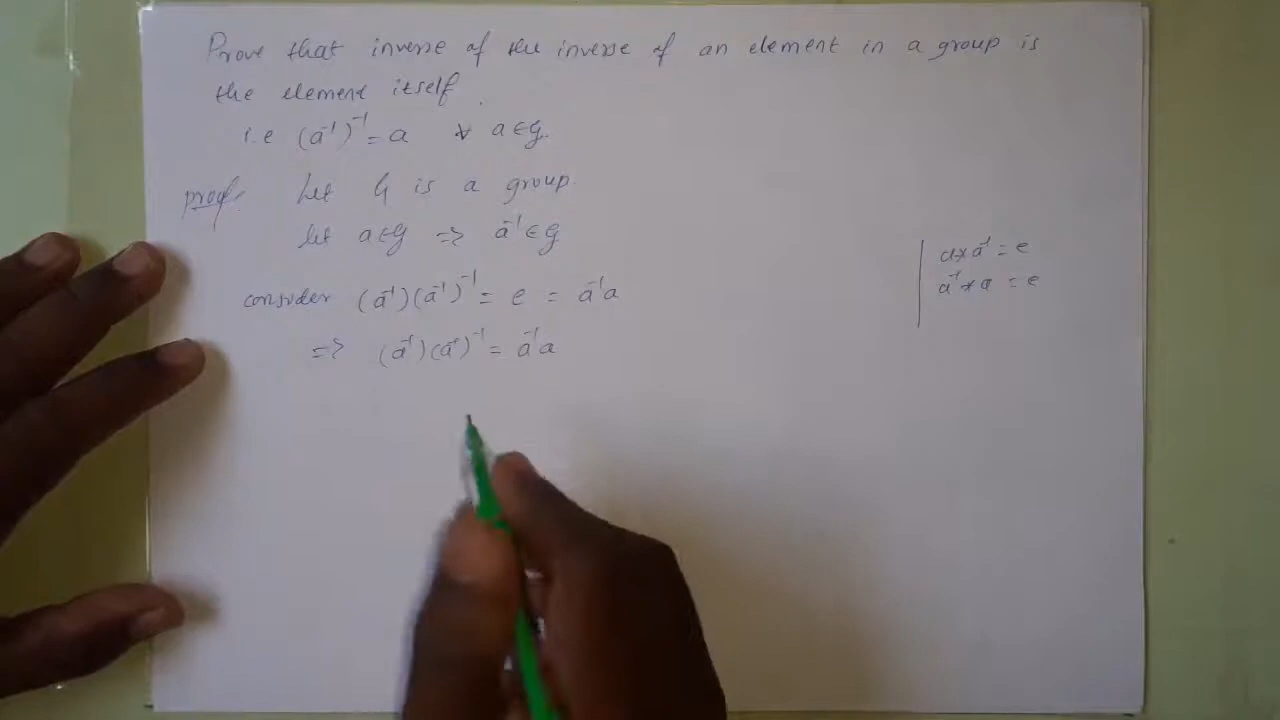 Prove that inverse of the inverse of an element in a group is
the element itself.
i.e (a⁻¹)⁻¹ = a ∀ a∈G.
proof: Let G is a group.
let a∈G => a⁻¹∈G
consider (a⁻¹)(a⁻¹)⁻¹ = e = a⁻¹a
=> (a⁻¹)(a⁻¹)⁻¹ = a⁻¹a
a*a⁻¹ = e
a⁻¹*a = e